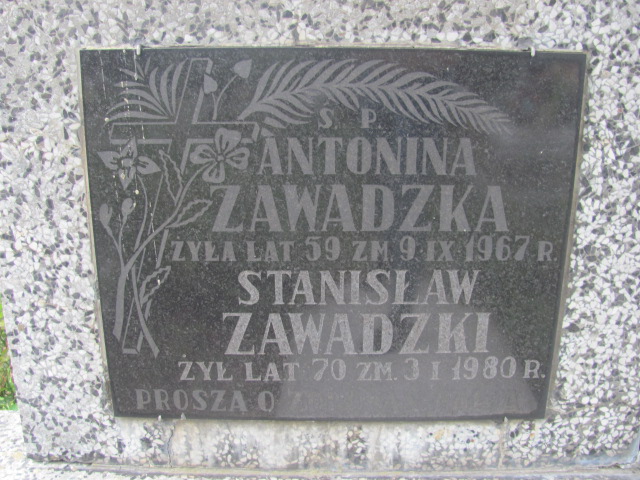 S. P.
ANTONINA
ZAWADZKA
ŻYŁA LAT 59 ZM. 9 IX 1967 R.
STANISŁAW
ZAWADZKI
ŻYŁ LAT 70 ZM. 3 I 1980 R.
PROSZĄ O